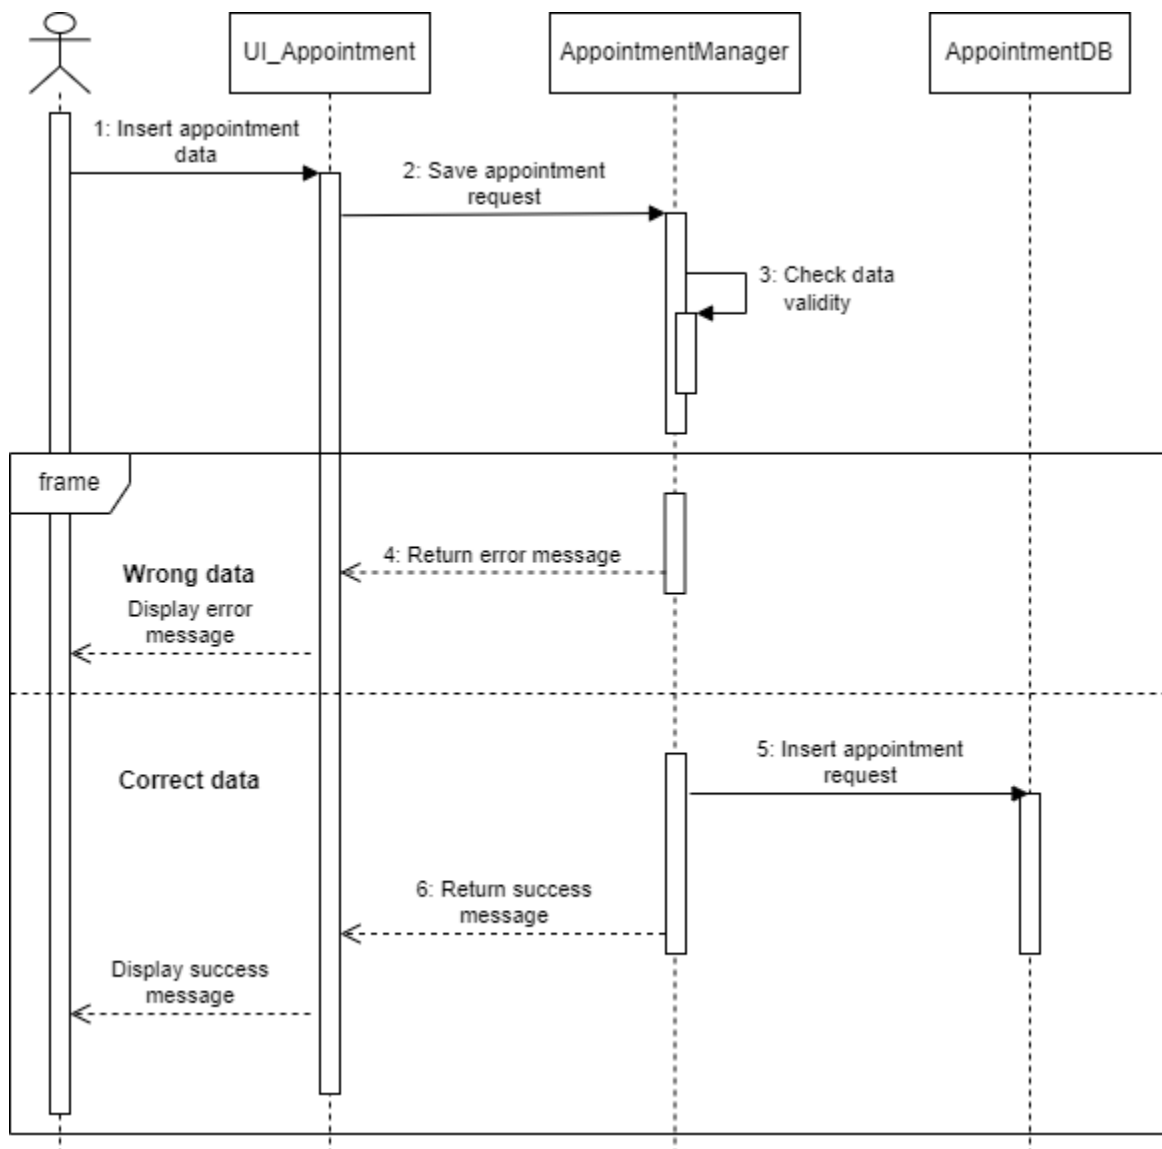 UI_Appointment
AppointmentManager
AppointmentDB
1: Insert appointment
data
2: Save appointment
request
3: Check data
validity
frame
4: Return error message
Wrong data
Display error
message
5: Insert appointment
request
Correct data
6: Return success
message
Display success
message